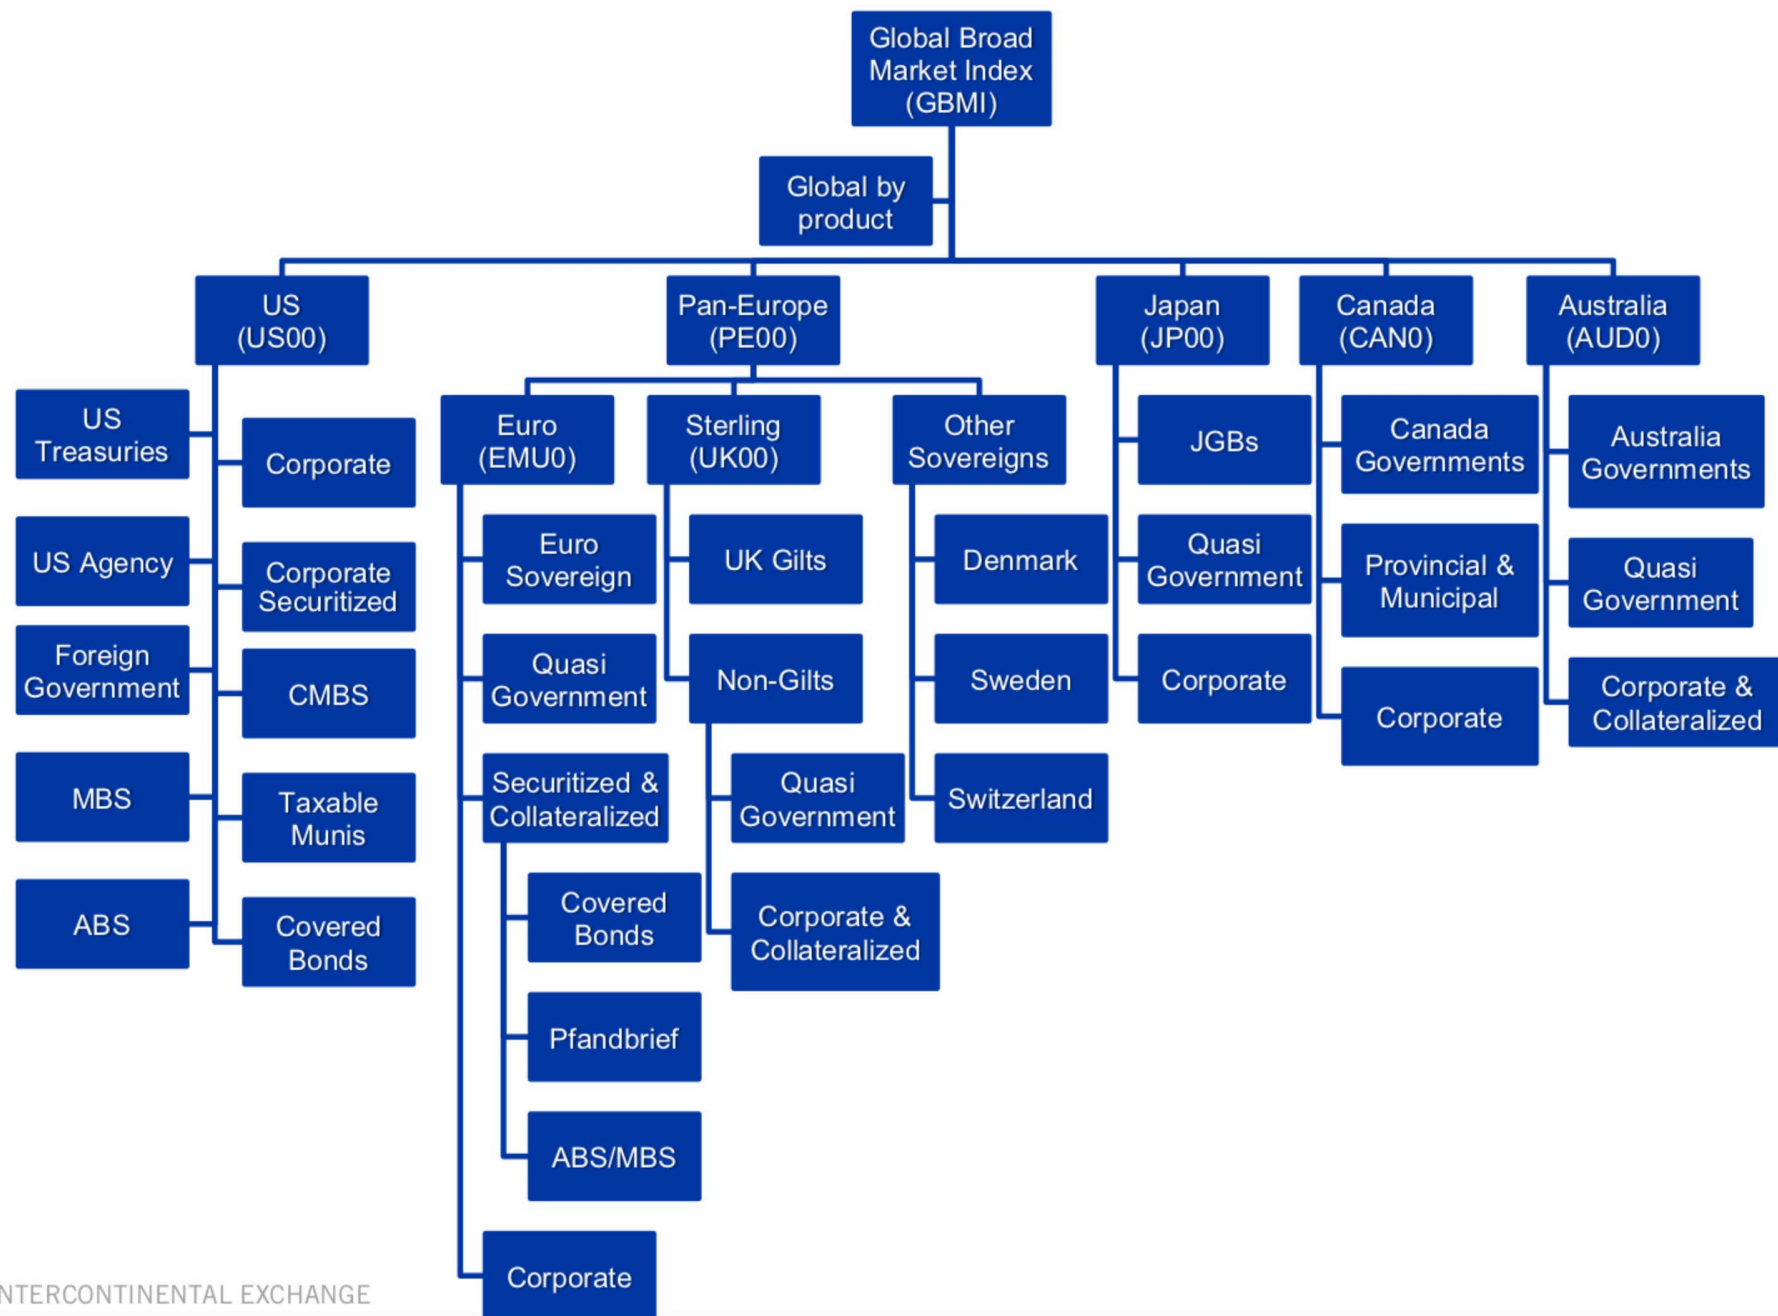 Global Broad
Market Index
(GBMI)
Global by
product
US
(US00)
Pan-Europe
(PE00)
Japan
(JP00)
Canada
(CAN0)
Australia
(AUD0)
US
Treasuries
Corporate
US Agency
Corporate
Securitized
Foreign
Government
CMBS
MBS
Taxable
Munis
ABS
Covered
Bonds
Euro
(EMU0)
Euro
Sovereign
Quasi
Government
Securitized &
Collateralized
Covered
Bonds
Pfandbrief
ABS/MBS
Corporate
Sterling
(UK00)
UK Gilts
Non-Gilts
Quasi
Government
Corporate &
Collateralized
Other
Sovereigns
Denmark
Sweden
Switzerland
JGBs
Quasi
Government
Corporate
Canada
Governments
Provincial &
Municipal
Corporate
Australia
Governments
Quasi
Government
Corporate &
Collateralized
NTERCONTINENTAL EXCHANGE